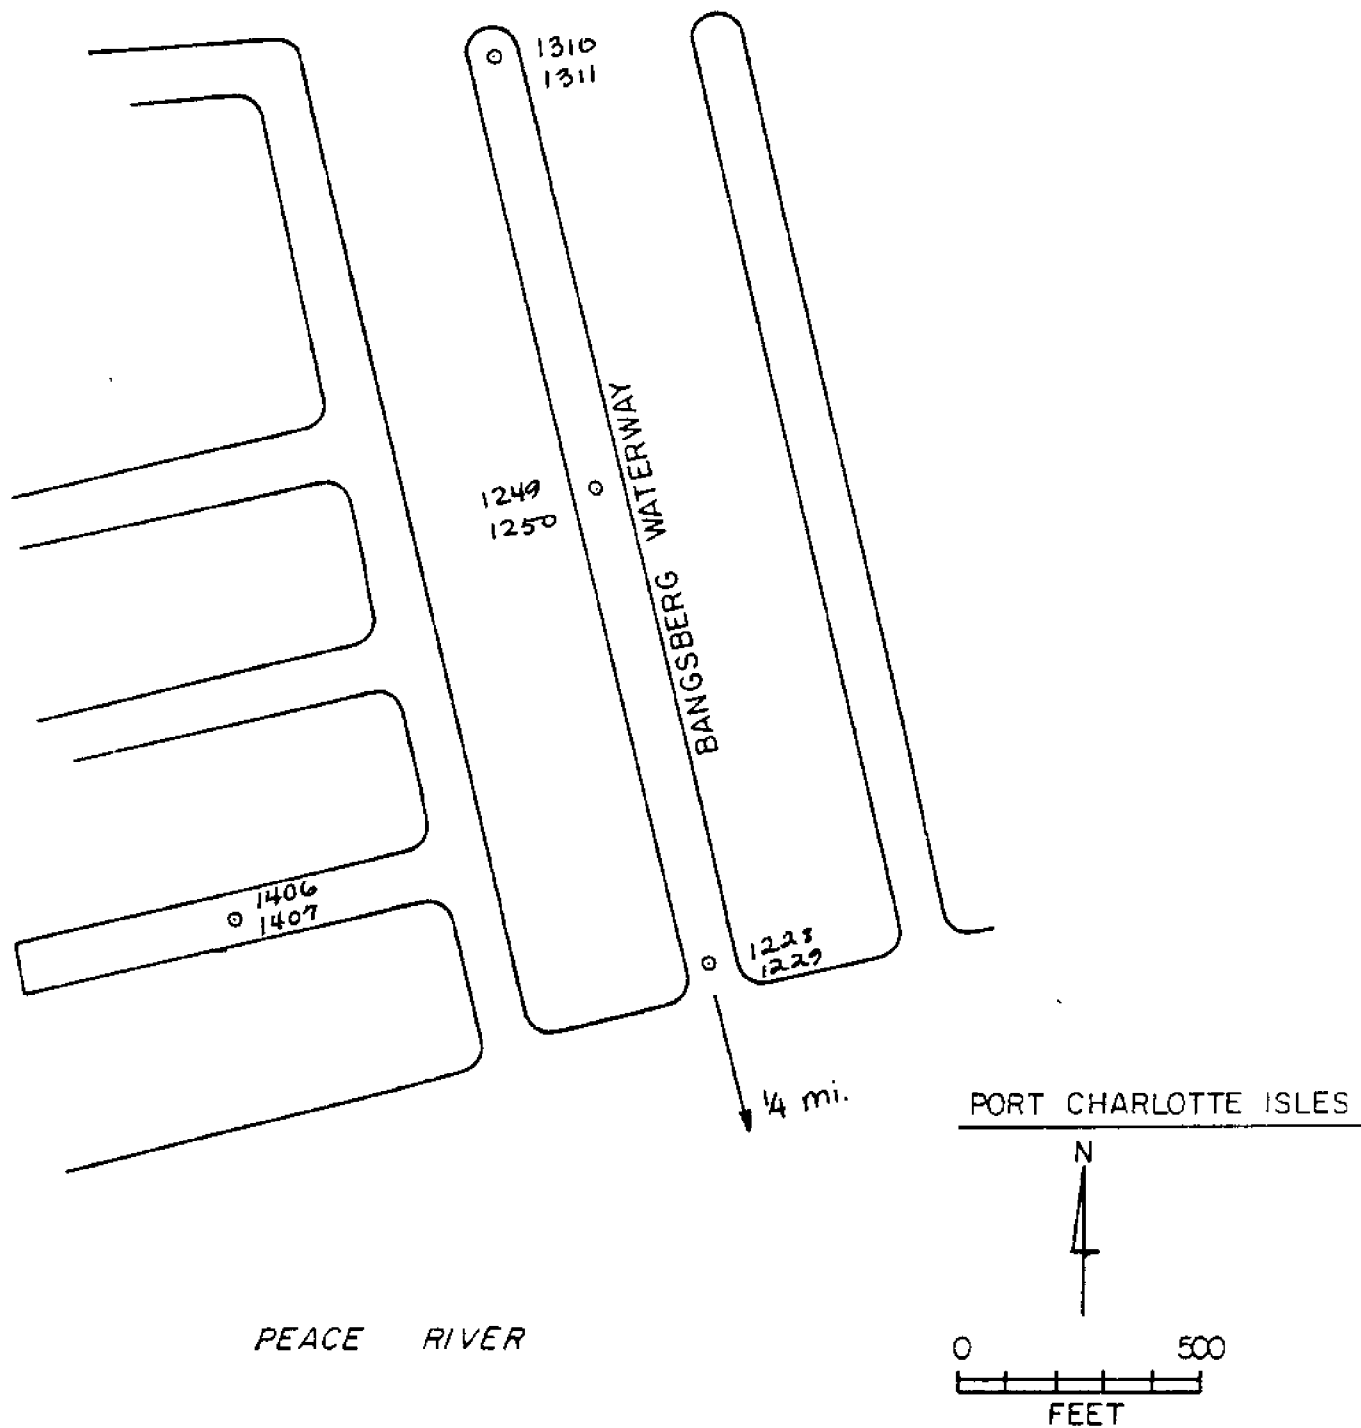 1310
1311
1249
1250
BANGSBERG WATERWAY
1406
1407
1228
1229
1/4 mi.
PORT CHARLOTTE ISLES
N
PEACE RIVER
0 500
FEET